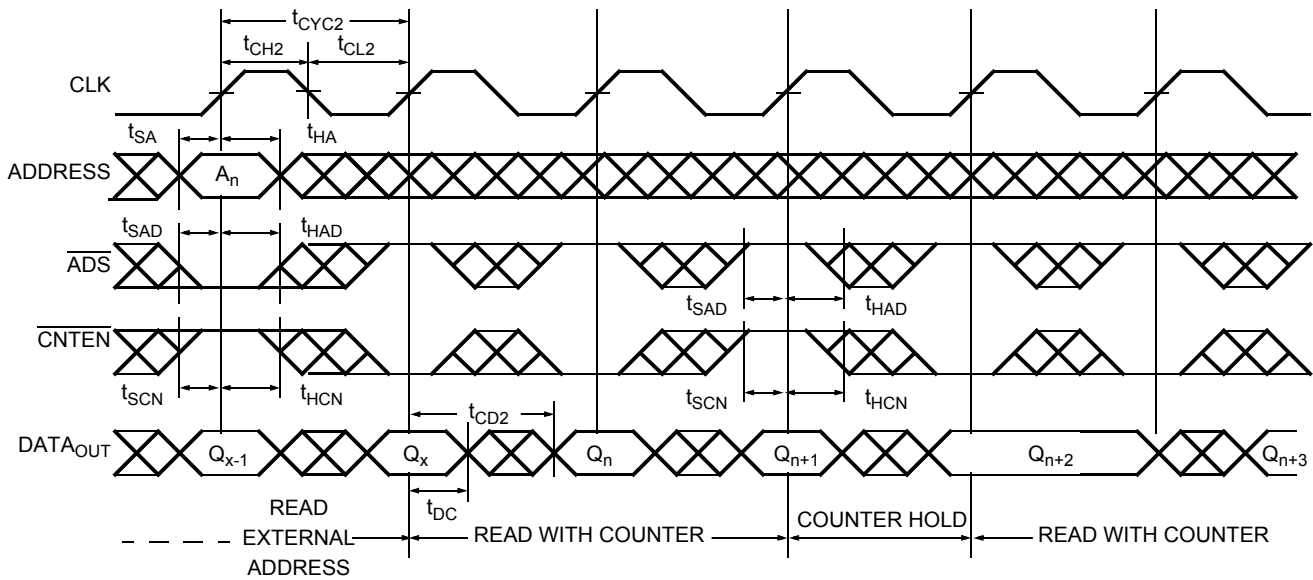 tCYC2
tCH2 tCL2
CLK
tSA tHA
ADDRESS An
tSAD tHAD
ADS
tSAD tHAD
CNTEN
tSCN tHCN tSCN tHCN
tCD2
DATAOUT Qx-1 Qx Qn Qn+1 Qn+2 Qn+3
tDC
READ EXTERNAL ADDRESS
READ WITH COUNTER
COUNTER HOLD
READ WITH COUNTER